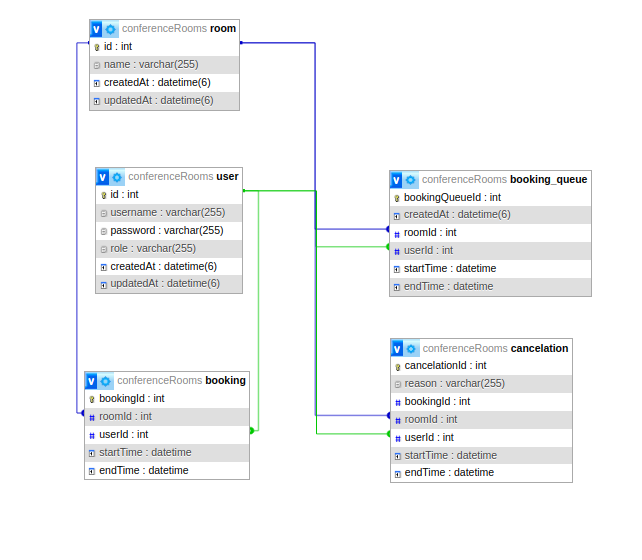 conferenceRooms room
id : int
name : varchar(255)
createdAt : datetime(6)
updatedAt : datetime(6)
conferenceRooms user
id : int
username : varchar(255)
password : varchar(255)
role : varchar(255)
createdAt : datetime(6)
updatedAt : datetime(6)
conferenceRooms booking_queue
bookingQueueId : int
createdAt : datetime(6)
roomId : int
userId : int
startTime : datetime
endTime : datetime
conferenceRooms booking
bookingId : int
roomId : int
userId : int
startTime : datetime
endTime : datetime
conferenceRooms cancelation
cancelationId : int
reason : varchar(255)
bookingId : int
roomId : int
userId : int
startTime : datetime
endTime : datetime